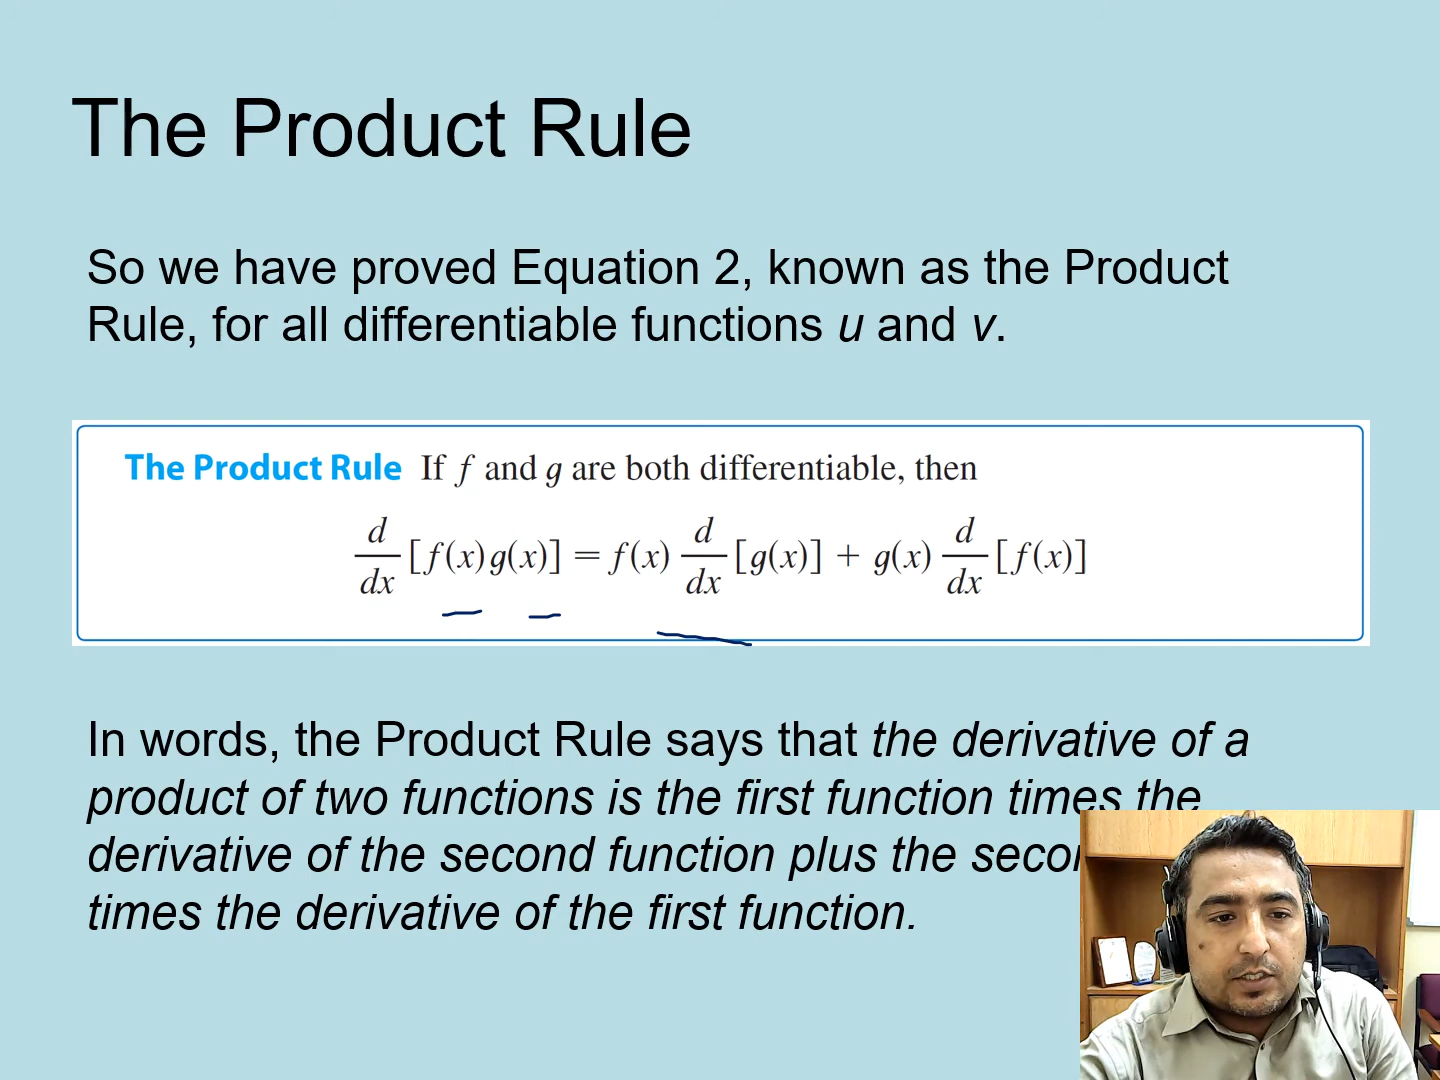 The Product Rule
So we have proved Equation 2, known as the Product
Rule, for all differentiable functions u and v.
The Product Rule If f and g are both differentiable, then
d/dx [f(x)g(x)] = f(x) d/dx [g(x)] + g(x) d/dx [f(x)]
In words, the Product Rule says that the derivative of a
product of two functions is the first function times the
derivative of the second function plus the
times the derivative of the first function.